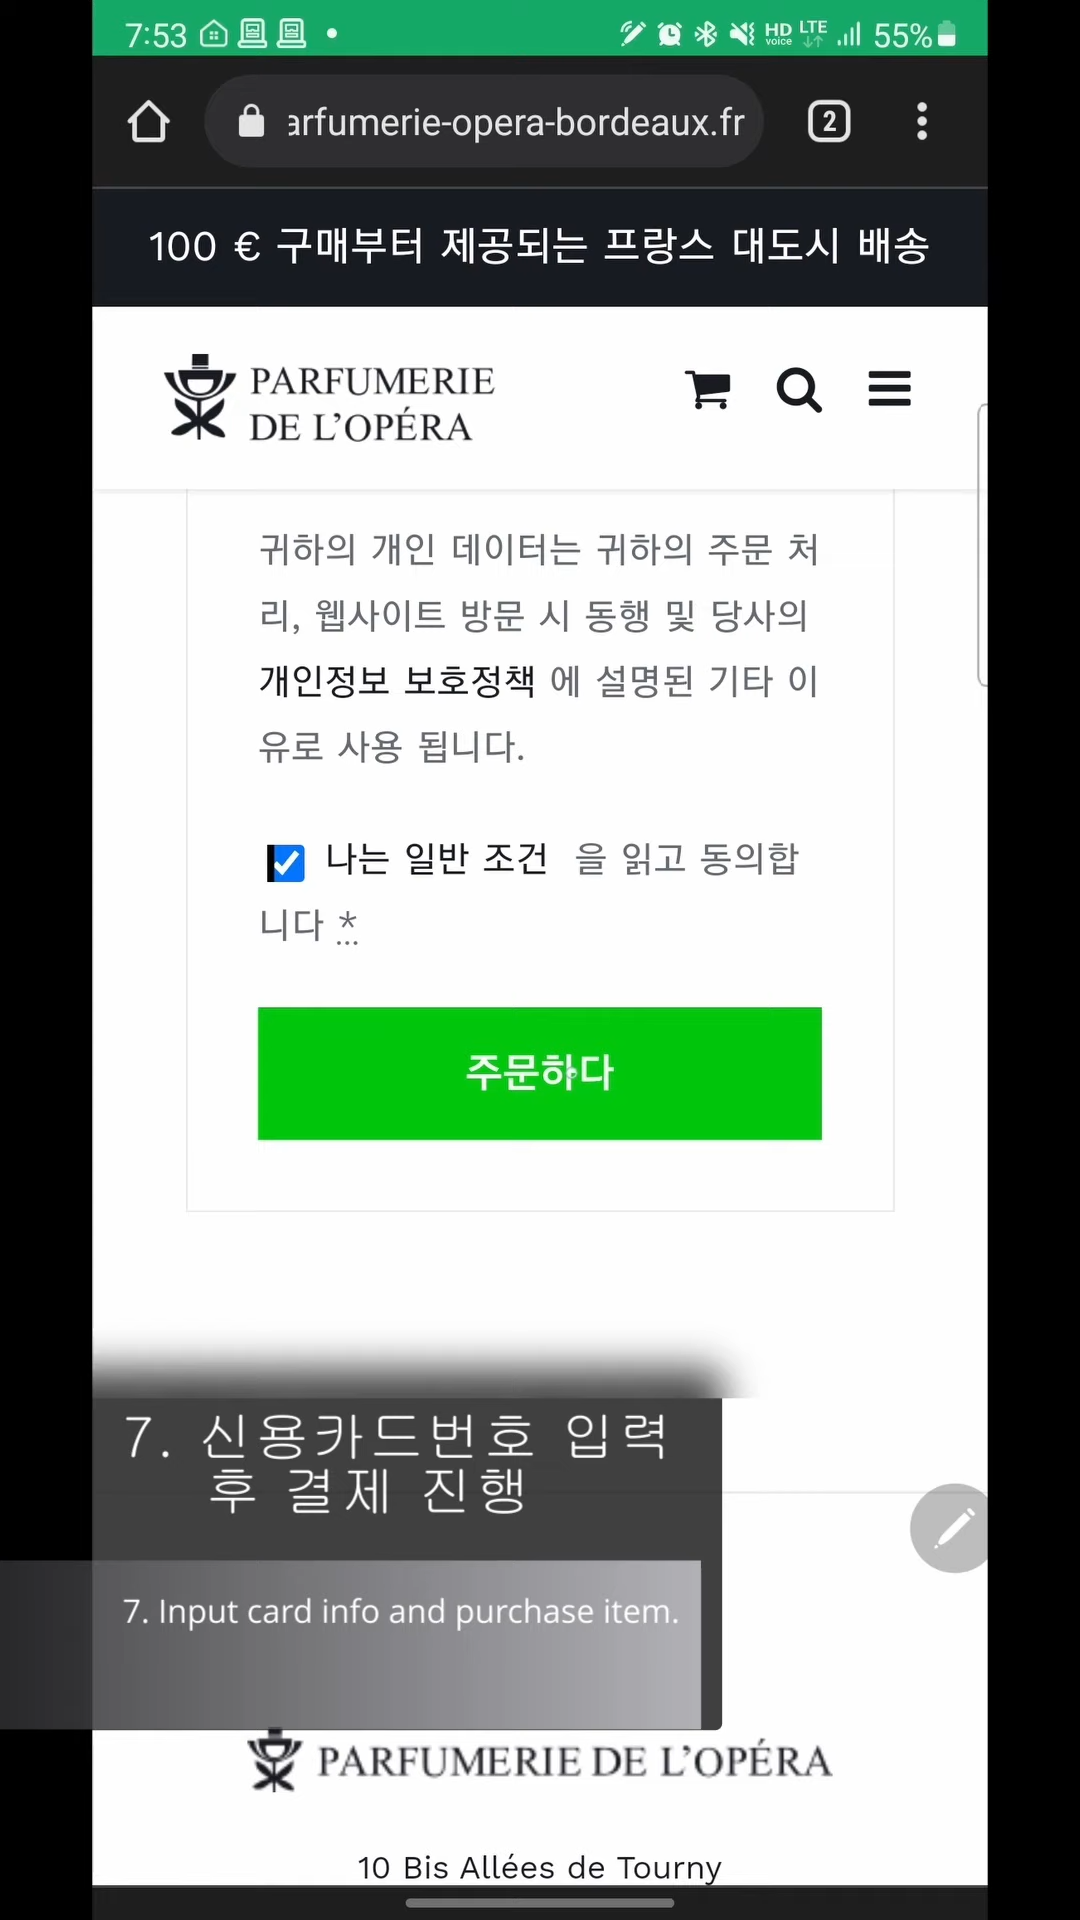 7:53
HD voice LTE 55%
arfumerie-opera-bordeaux.fr
2
100 € 구매부터 제공되는 프랑스 대도시 배송
PARFUMERIE
DE L’OPÉRA
귀하의 개인 데이터는 귀하의 주문 처
리, 웹사이트 방문 시 동행 및 당사의
개인정보 보호정책 에 설명된 기타 이
유로 사용 됩니다.
나는 일반 조건 을 읽고 동의합
니다 *
주문하다
7. 신용카드번호 입력
후 결제 진행
7. Input card info and purchase item.
PARFUMERIE DE L’OPÉRA
10 Bis Allées de Tourny